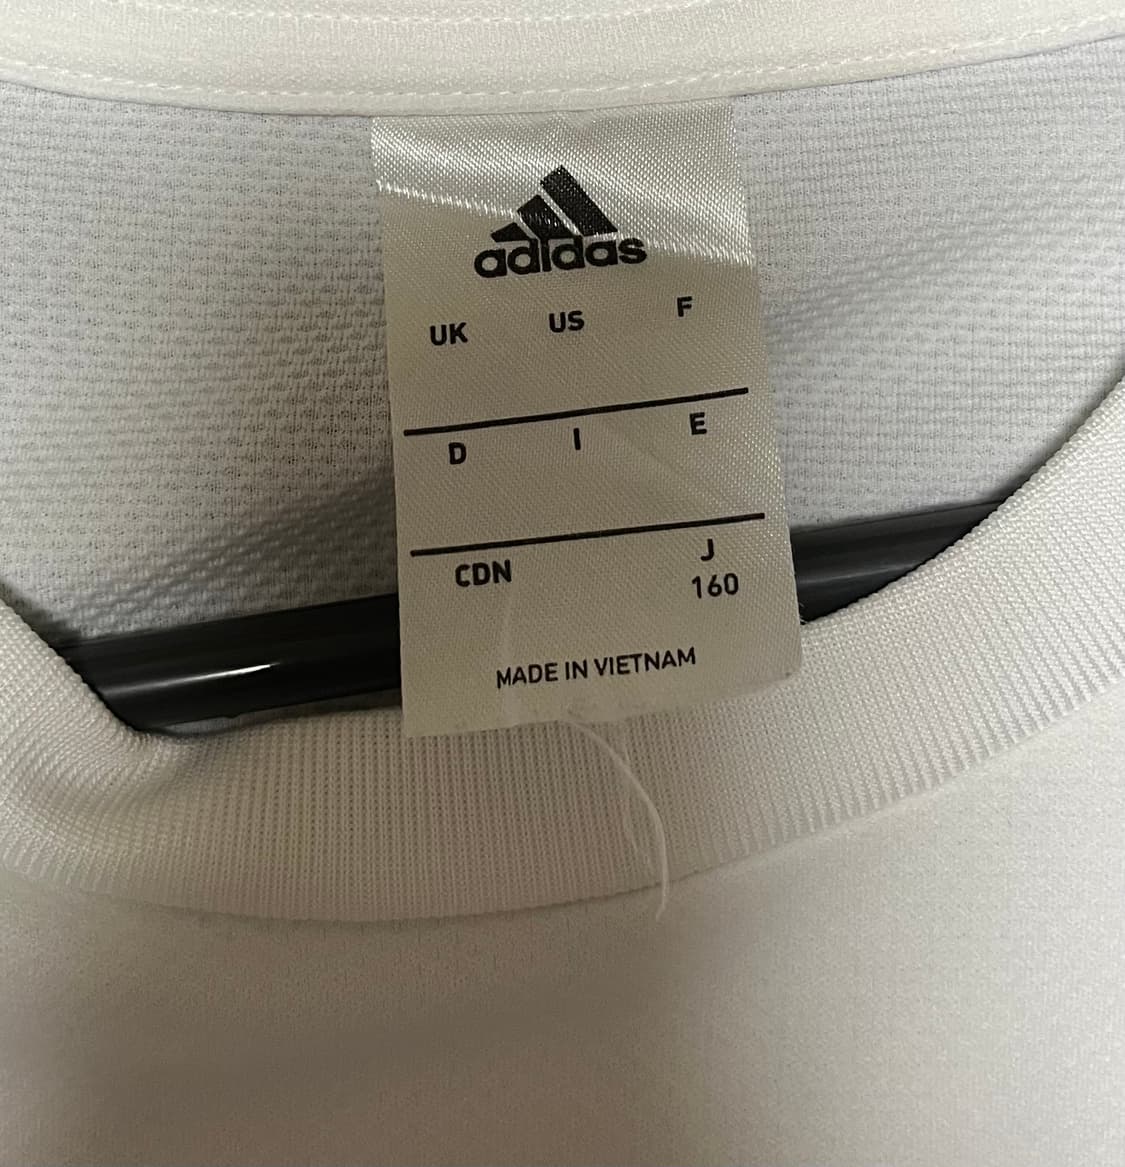 adidas
UK US F
D I E
CDN J
160
MADE IN VIETNAM